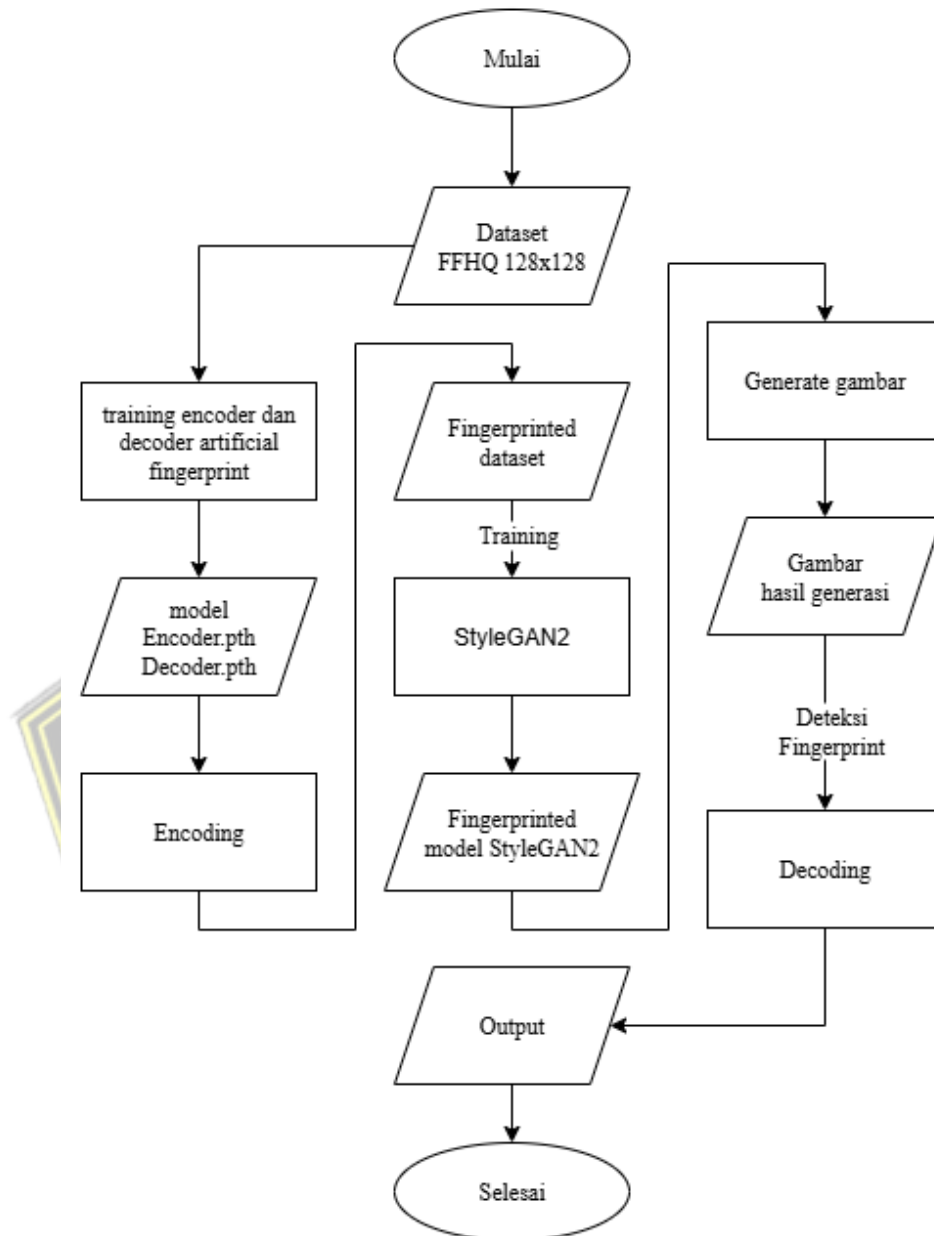 Mulai
Dataset
FFHQ 128x128
training encoder dan
decoder artificial
fingerprint
model
Encoder.pth
Decoder.pth
Encoding
Fingerprinted
dataset
Training
StyleGAN2
Fingerprinted
model StyleGAN2
Generate gambar
Gambar
hasil generasi
Deteksi
Fingerprint
Decoding
Output
Selesai